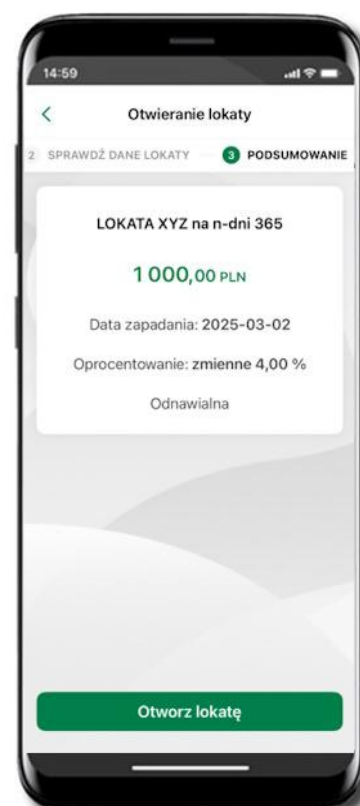 14:59
Otwieranie lokaty
2 SPRAWDŹ DANE LOKATY 3 PODSUMOWANIE
LOKATA XYZ na n-dni 365
1 000,00 PLN
Data zapadania: 2025-03-02
Oprocentowanie: zmienne 4,00 %
Odnawialna
Otworz lokatę